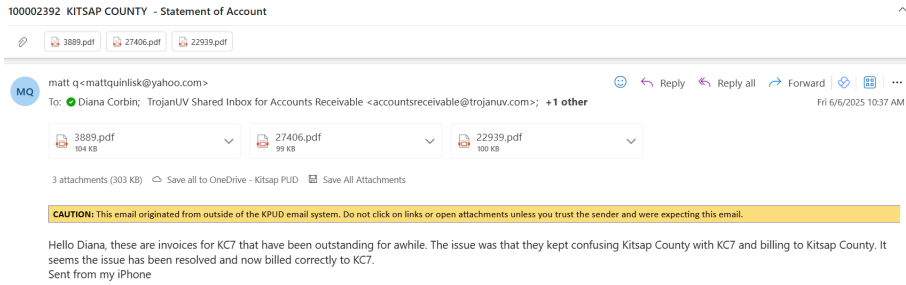 100002392 KITSAP COUNTY - Statement of Account
3889.pdf 27406.pdf 22939.pdf
MQ
matt q<mattquinlisk@yahoo.com>
Reply Reply all Forward
To: Diana Corbin; TrojanUV Shared Inbox for Accounts Receivable <accountsreceivable@trojanuv.com>; +1 other
Fri 6/6/2025 10:37 AM
3889.pdf
104 KB
27406.pdf
99 KB
22939.pdf
100 KB
3 attachments (303 KB) Save all to OneDrive - Kitsap PUD Save All Attachments
CAUTION: This email originated from outside of the KPUD email system. Do not click on links or open attachments unless you trust the sender and were expecting this email.
Hello Diana, these are invoices for KC7 that have been outstanding for awhile. The issue was that they kept confusing Kitsap County with KC7 and billing to Kitsap County. It
seems the issue has been resolved and now billed correctly to KC7.
Sent from my iPhone